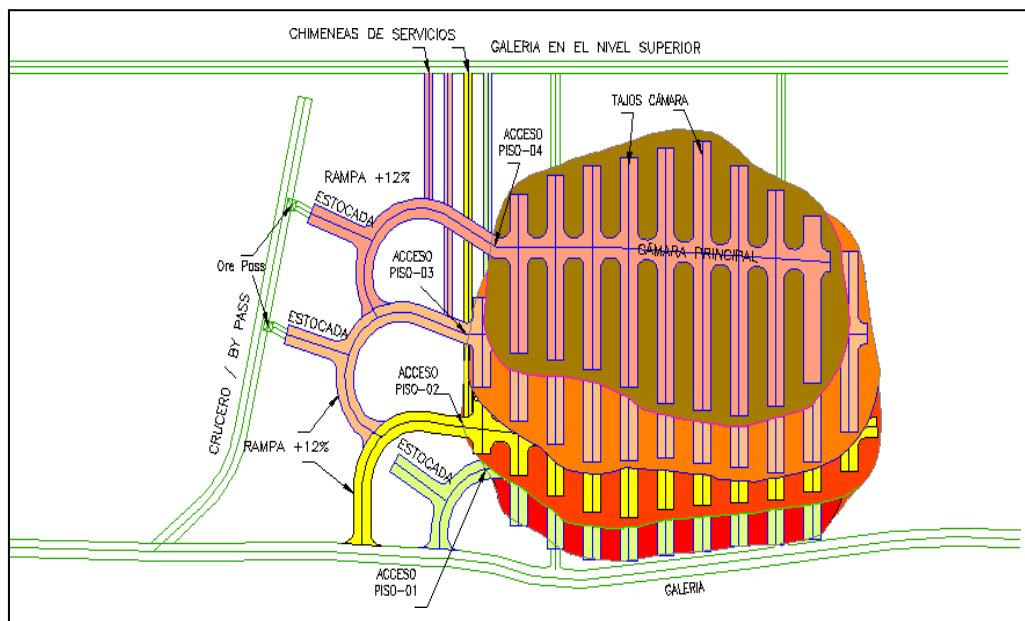 CHIMENEAS DE SERVICIOS
GALERIA EN EL NIVEL SUPERIOR
TAJOS CÁMARA
ACCESO
PISO-04
RAMPA +12%
ESTOCADA
CÁMARA PRINCIPAL
ACCESO
PISO-03
Ore Pass
ESTOCADA
CRUCERO / BY PASS
ACCESO
PISO-02
RAMPA +12%
ESTOCADA
ACCESO
PISO-01
GALERIA